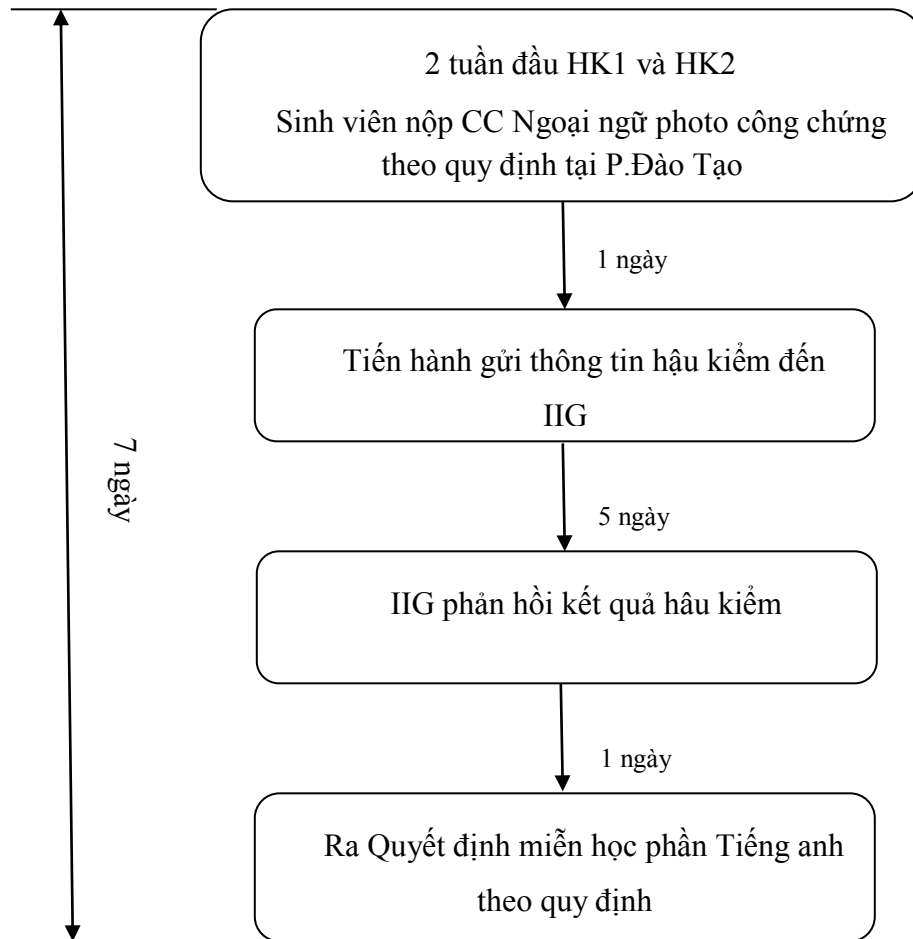 2 tuần đầu HK1 và HK2
Sinh viên nộp CC Ngoại ngữ photo công chứng
theo quy định tại P.Đào Tạo
1 ngày
Tiến hành gửi thông tin hậu kiểm đến
IIG
7 ngày
5 ngày
IIG phản hồi kết quả hâu kiểm
1 ngày
Ra Quyết định miễn học phần Tiếng anh
theo quy định